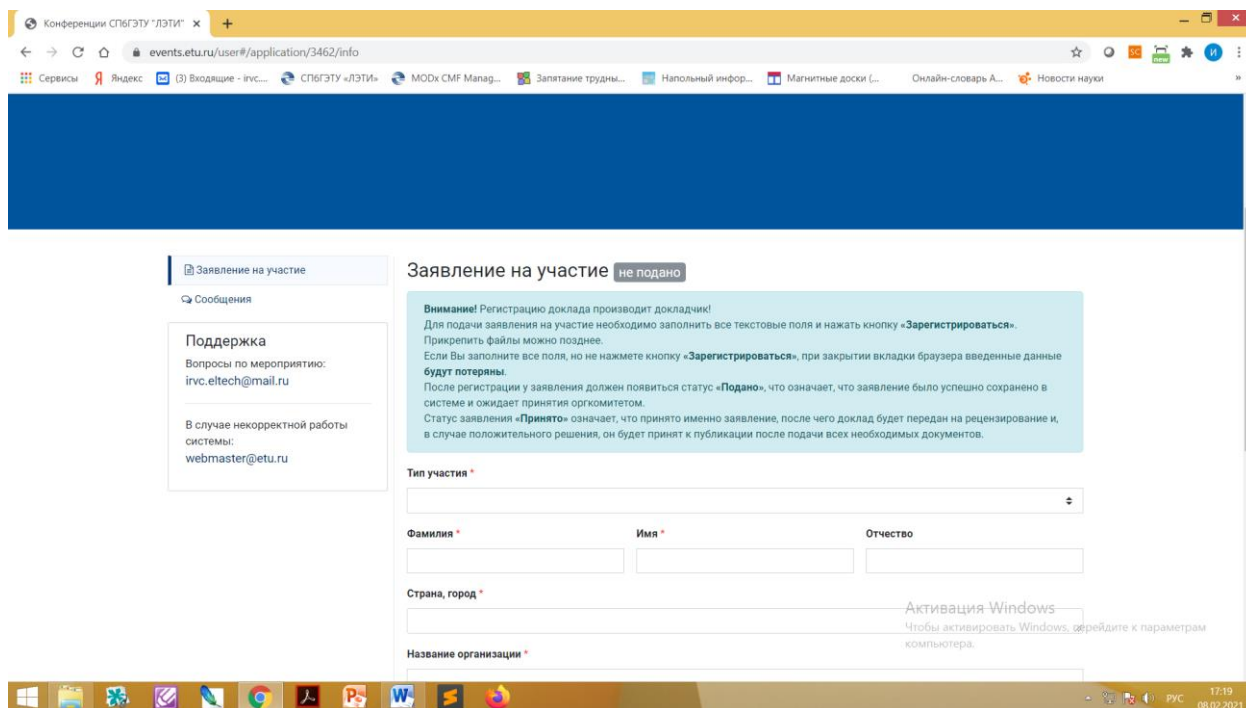 Конференции СПбГЭТУ "ЛЭТИ"
events.etu.ru/user#/application/3462/info
SC
new
И
Сервисы
Яндекс
(3) Входящие - irvc....
СПбГЭТУ «ЛЭТИ»
MODx CMF Manag...
Запятание трудны...
Напольный инфор...
Магнитные доски (...
Онлайн-словарь А...
Новости науки
»
Заявление на участие
Сообщения
Поддержка
Вопросы по мероприятию:
irvc.eltech@mail.ru
В случае некорректной работы
системы:
webmaster@etu.ru
Заявление на участие не подано
Внимание! Регистрацию доклада производит докладчик!
Для подачи заявления на участие необходимо заполнить все текстовые поля и нажать кнопку «Зарегистрироваться».
Прикрепить файлы можно позднее.
Если Вы заполните все поля, но не нажмете кнопку «Зарегистрироваться», при закрытии вкладки браузера введенные данные
будут потеряны.
После регистрации у заявления должен появиться статус «Подано», что означает, что заявление было успешно сохранено в
системе и ожидает принятия оргкомитетом.
Статус заявления «Принято» означает, что принято именно заявление, после чего доклад будет передан на рецензирование и,
в случае положительного решения, он будет принят к публикации после подачи всех необходимых документов.
Тип участия *
Фамилия *
Имя *
Отчество
Страна, город *
Название организации *
Активация Windows
Чтобы активировать Windows, перейдите к параметрам
компьютера.
РУС
17:19
08.02.2021